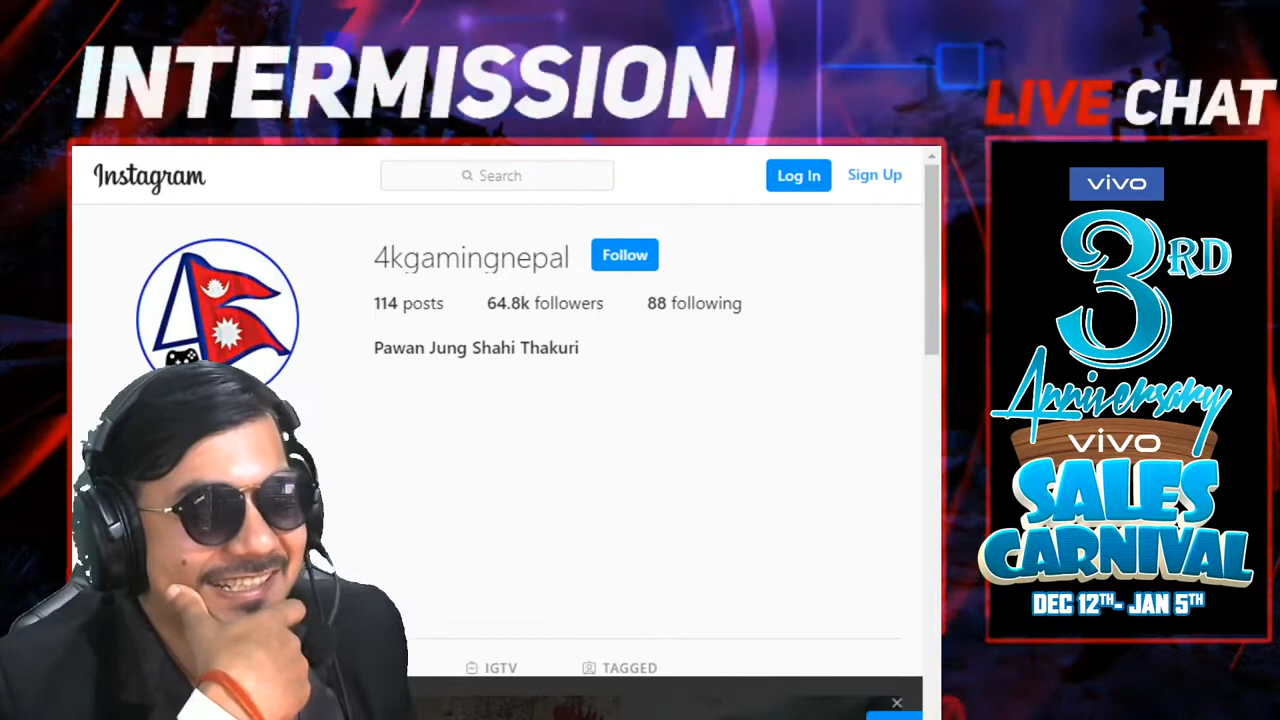 INTERMISSION
LIVE CHAT
Instagram
Search
Log In
Sign Up
4kgamingnepal
Follow
114 posts
64.8k followers
88 following
Pawan Jung Shahi Thakuri
IGTV
TAGGED
vivo
3RD
Anniversary
vivo
SALES
CARNIVAL
DEC 12TH- JAN 5TH